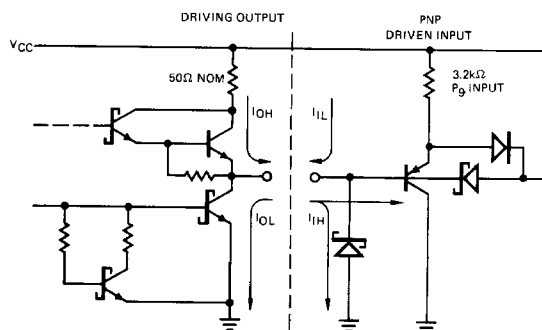 DRIVING OUTPUT
PNP
DRIVEN INPUT
VCC
50Ω NOM
3.2kΩ
P9 INPUT
IOH
IIL
IOL
IIH